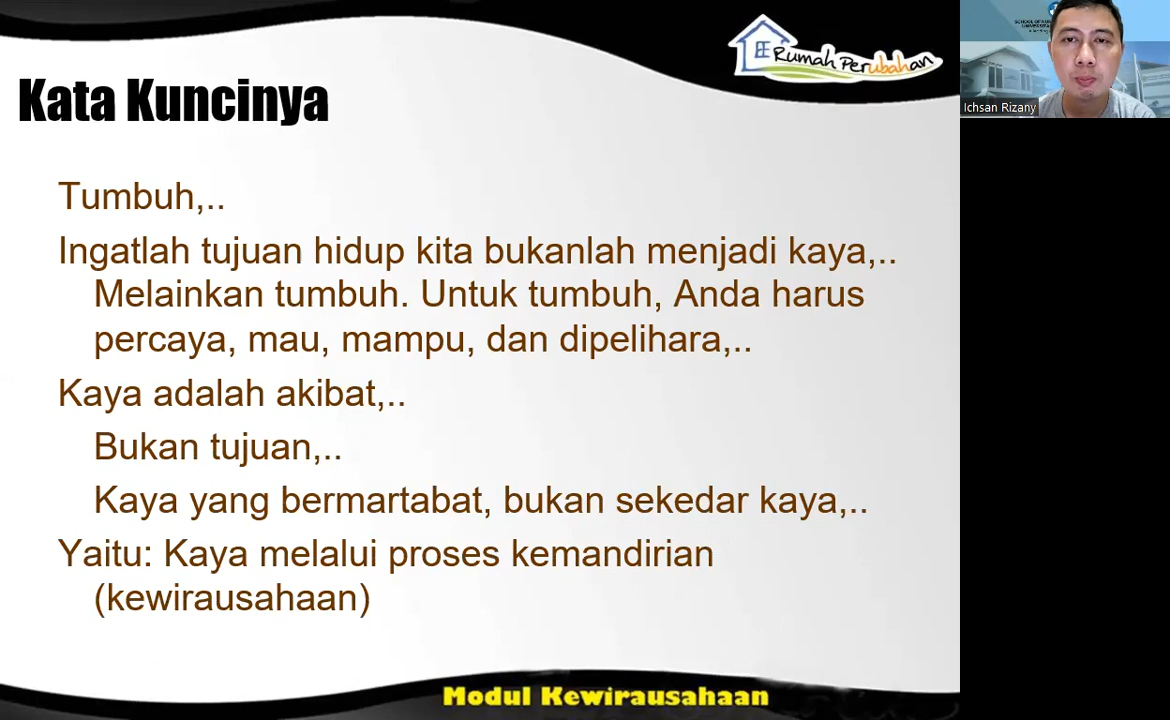 Rumah Perubahan
Kata Kuncinya
Tumbuh,..
Ingatlah tujuan hidup kita bukanlah menjadi kaya,..
Melainkan tumbuh. Untuk tumbuh, Anda harus
percaya, mau, mampu, dan dipelihara,..
Kaya adalah akibat,..
Bukan tujuan,..
Kaya yang bermartabat, bukan sekedar kaya,..
Yaitu: Kaya melalui proses kemandirian
(kewirausahaan)
Modul Kewirausahaan
Ichsan Rizany